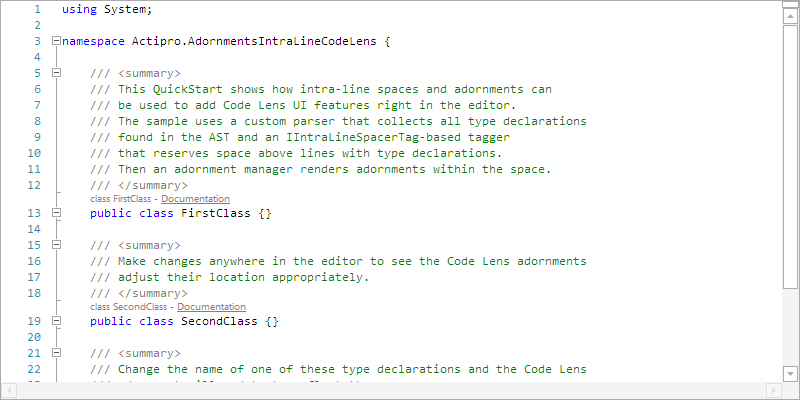 1 using System;
2
3 namespace Actipro.AdornmentsIntraLineCodeLens {
4
5 /// <summary>
6 /// This QuickStart shows how intra-line spaces and adornments can
7 /// be used to add Code Lens UI features right in the editor.
8 /// The sample uses a custom parser that collects all type declarations
9 /// found in the AST and an IIntraLineSpacerTag-based tagger
10 /// that reserves space above lines with type declarations.
11 /// Then an adornment manager renders adornments within the space.
12 /// </summary>
class FirstClass - Documentation
13 public class FirstClass {}
14
15 /// <summary>
16 /// Make changes anywhere in the editor to see the Code Lens adornments
17 /// adjust their location appropriately.
18 /// </summary>
class SecondClass - Documentation
19 public class SecondClass {}
20
21 /// <summary>
22 /// Change the name of one of these type declarations and the Code Lens